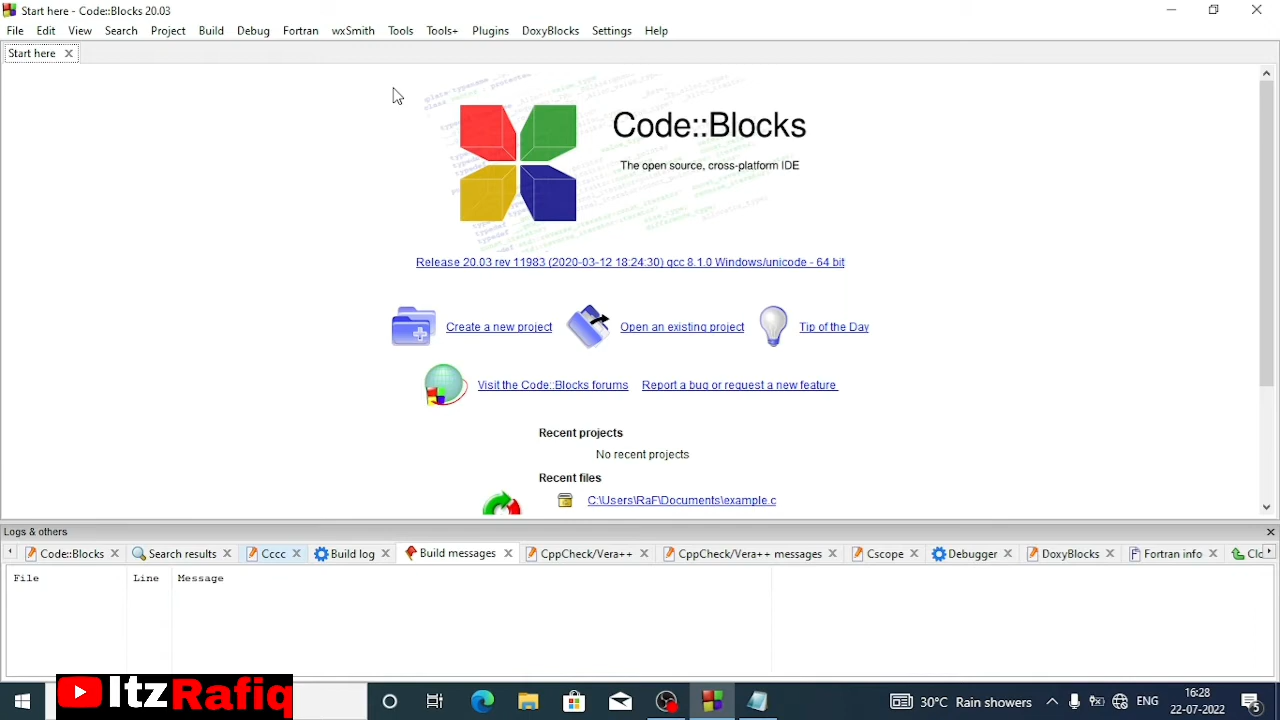 Start here - Code::Blocks 20.03
File Edit View Search Project Build Debug Fortran wxSmith Tools Tools+ Plugins DoxyBlocks Settings Help
Start here
Code::Blocks
The open source, cross-platform IDE
Release 20.03 rev 11983 (2020-03-12 18:24:30) gcc 8.1.0 Windows/unicode - 64 bit
Create a new project Open an existing project Tip of the Day
Visit the Code::Blocks forums Report a bug or request a new feature
Recent projects
No recent projects
Recent files
C:\Users\RaF\Documents\example.c
Logs & others
Code::Blocks Search results Cccc Build log Build messages CppCheck/Vera++ CppCheck/Vera++ messages Cscope Debugger DoxyBlocks Fortran info Clo
File Line Message
ItzRafiq
30°C Rain showers ENG 16:28
22-07-2022 5